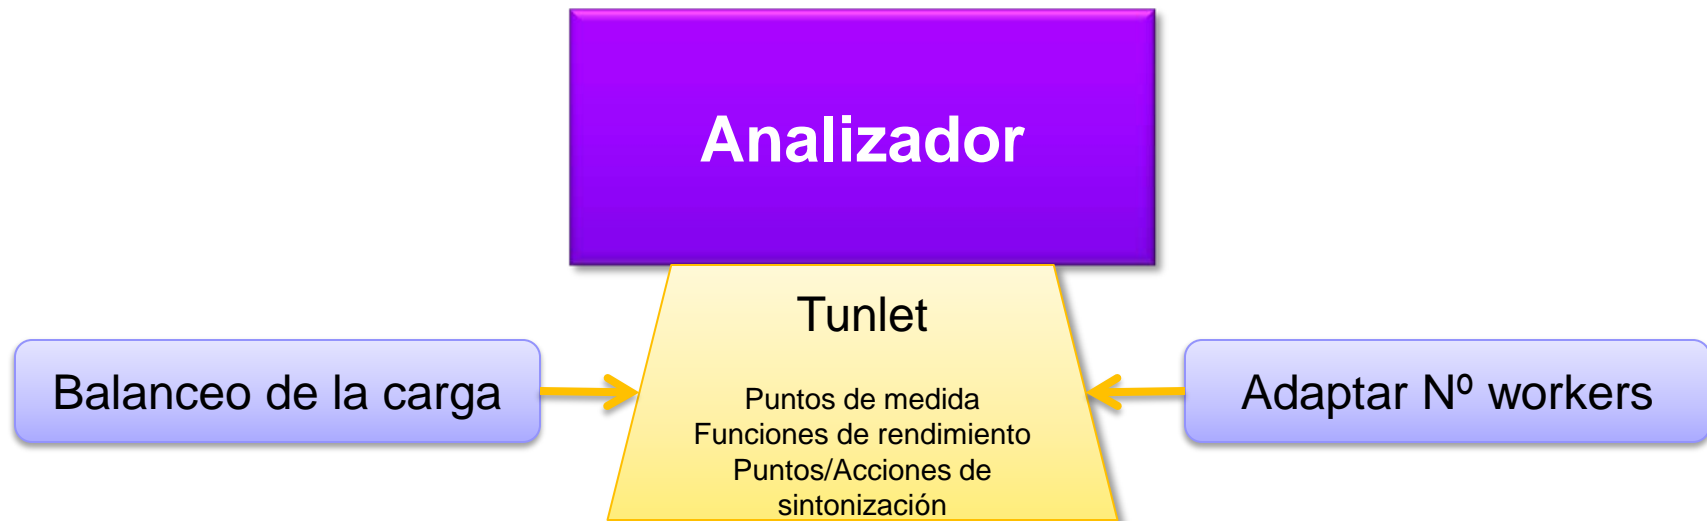 Analizador
Tunlet
Balanceo de la carga
Puntos de medida
Funciones de rendimiento
Puntos/Acciones de
sintonización
Adaptar Nº workers